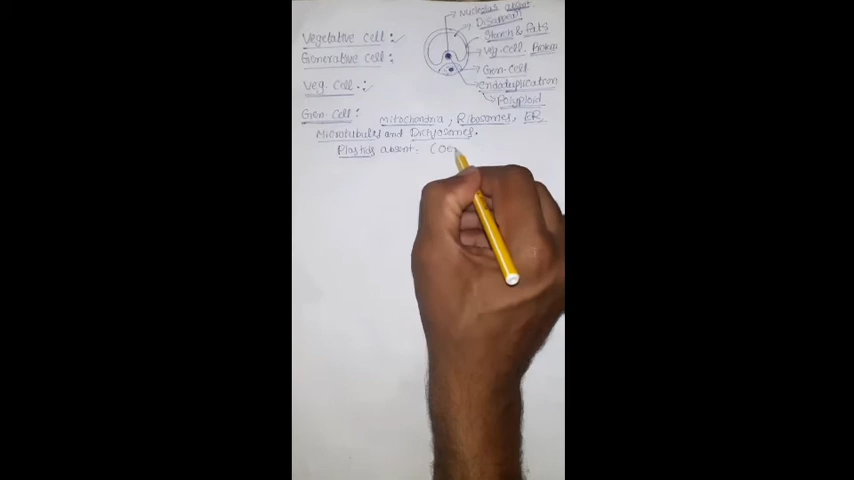 Nucleolus absent
Disappear
Vegetative cell:
Starch & Fats
Generative cell:
Veg. cell.
Gen. cell
Veg. Cell.:
endoduplication
Polyploid
Gen. Cell:
Mitochondria, Ribosomes, ER,
Microtubules and Dictyosomes.
Plastids absent. (oe